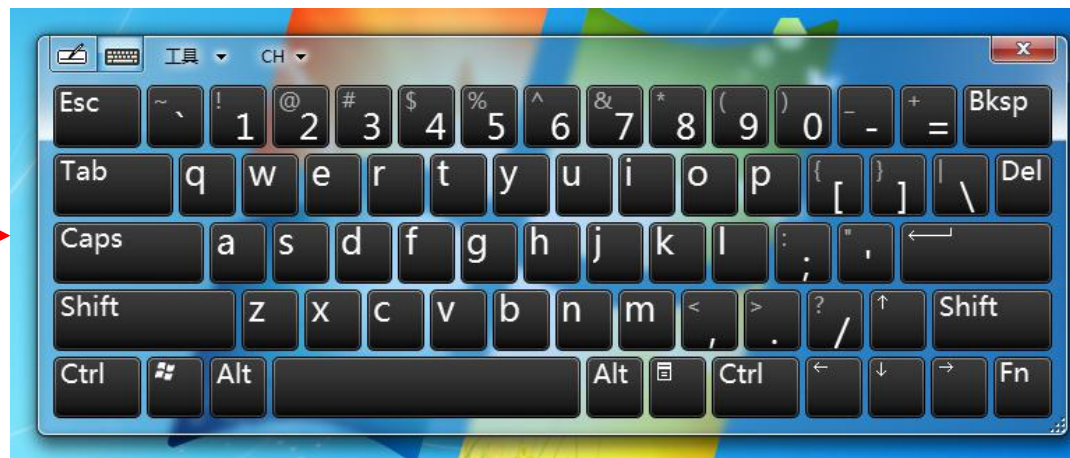 工具 CH x
Esc ~ ` ! 1 @ 2 # 3 $ 4 % 5 ^ 6 & 7 * 8 ( 9 ) 0 _ - + = Bksp
Tab q w e r t y u i o p { [ } ] | \ Del
Caps a s d f g h j k l : ; " ' ←
Shift z x c v b n m < , > . ? / ↑ Shift
Ctrl Alt Alt Ctrl ← ↓ → Fn